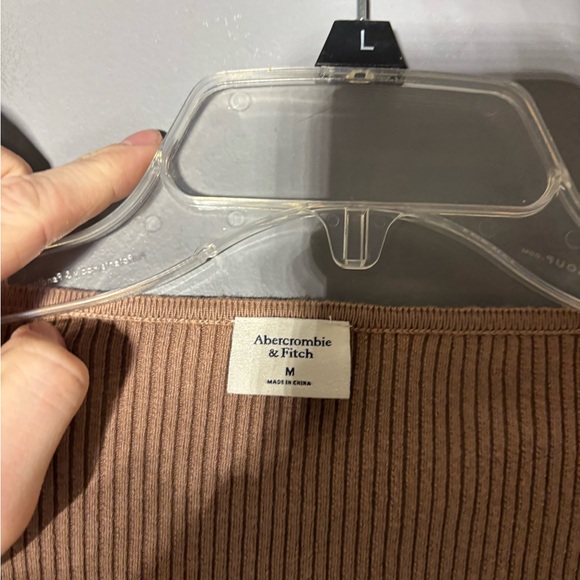 L
Abercrombie
& Fitch
M
MADE IN CHINA